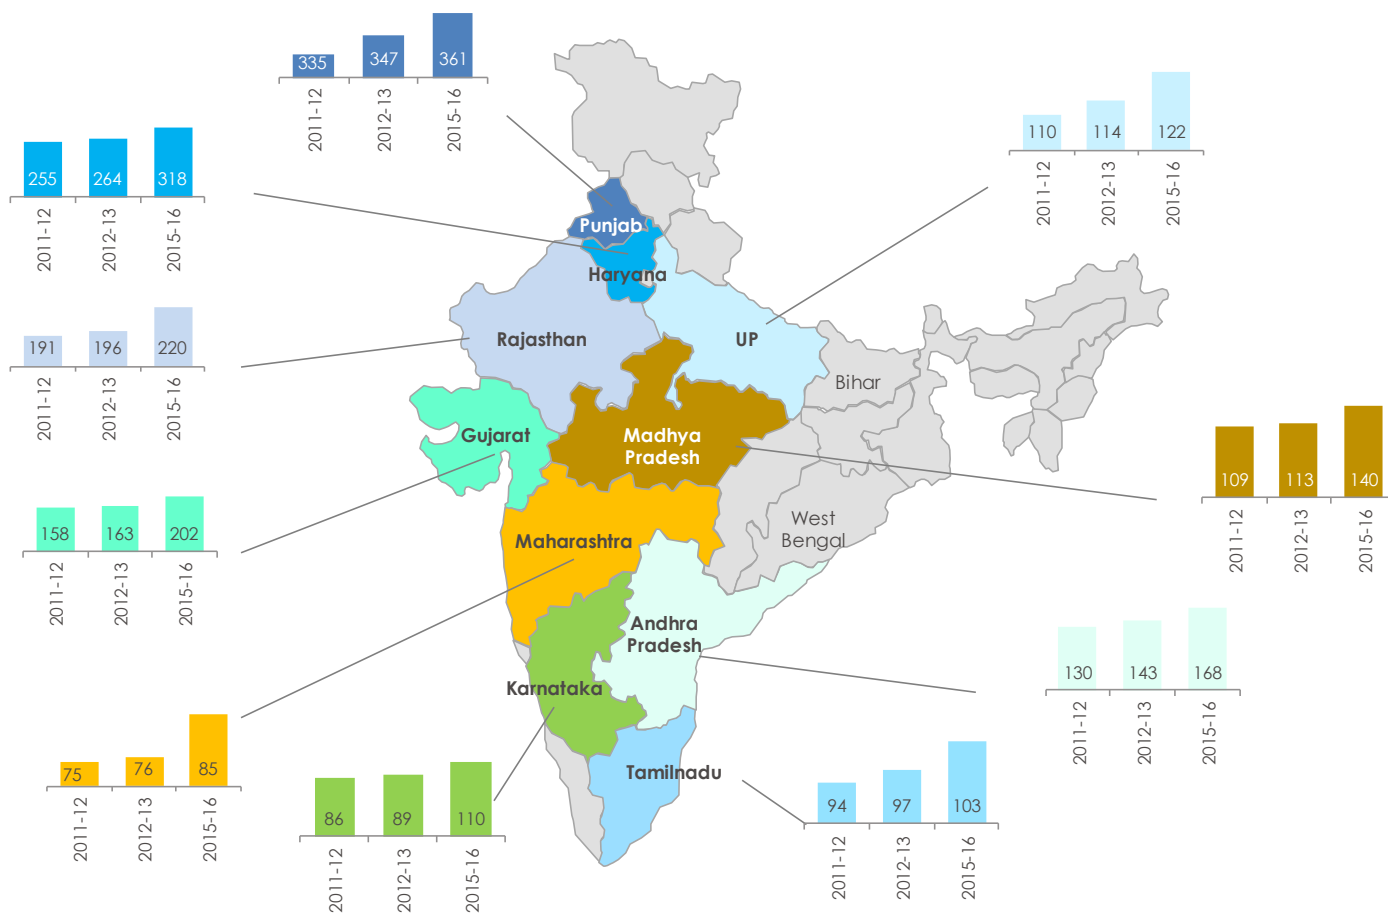 335 347 361
2011-12 2012-13 2015-16
255 264 318
2011-12 2012-13 2015-16
110 114 122
2011-12 2012-13 2015-16
191 196 220
2011-12 2012-13 2015-16
158 163 202
2011-12 2012-13 2015-16
75 76 85
2011-12 2012-13 2015-16
86 89 110
2011-12 2012-13 2015-16
94 97 103
2011-12 2012-13 2015-16
130 143 168
2011-12 2012-13 2015-16
109 113 140
2011-12 2012-13 2015-16
Punjab
Haryana
Rajasthan
UP
Bihar
Gujarat
Madhya
Pradesh
West
Bengal
Maharashtra
Andhra
Pradesh
Karnataka
Tamilnadu